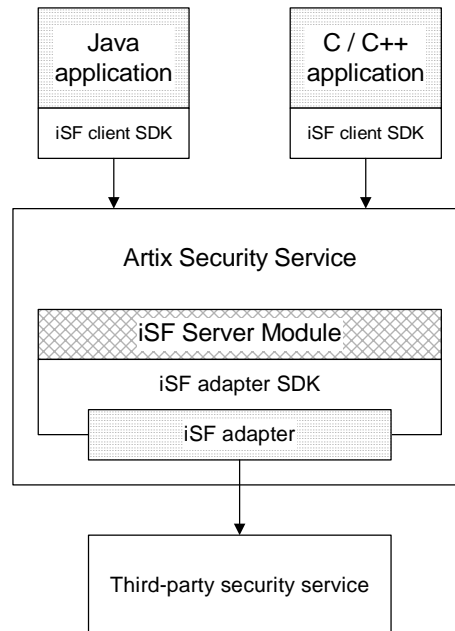 Java
application
C / C++
application
iSF client SDK
iSF client SDK
Artix Security Service
iSF Server Module
iSF adapter SDK
iSF adapter
Third-party security service